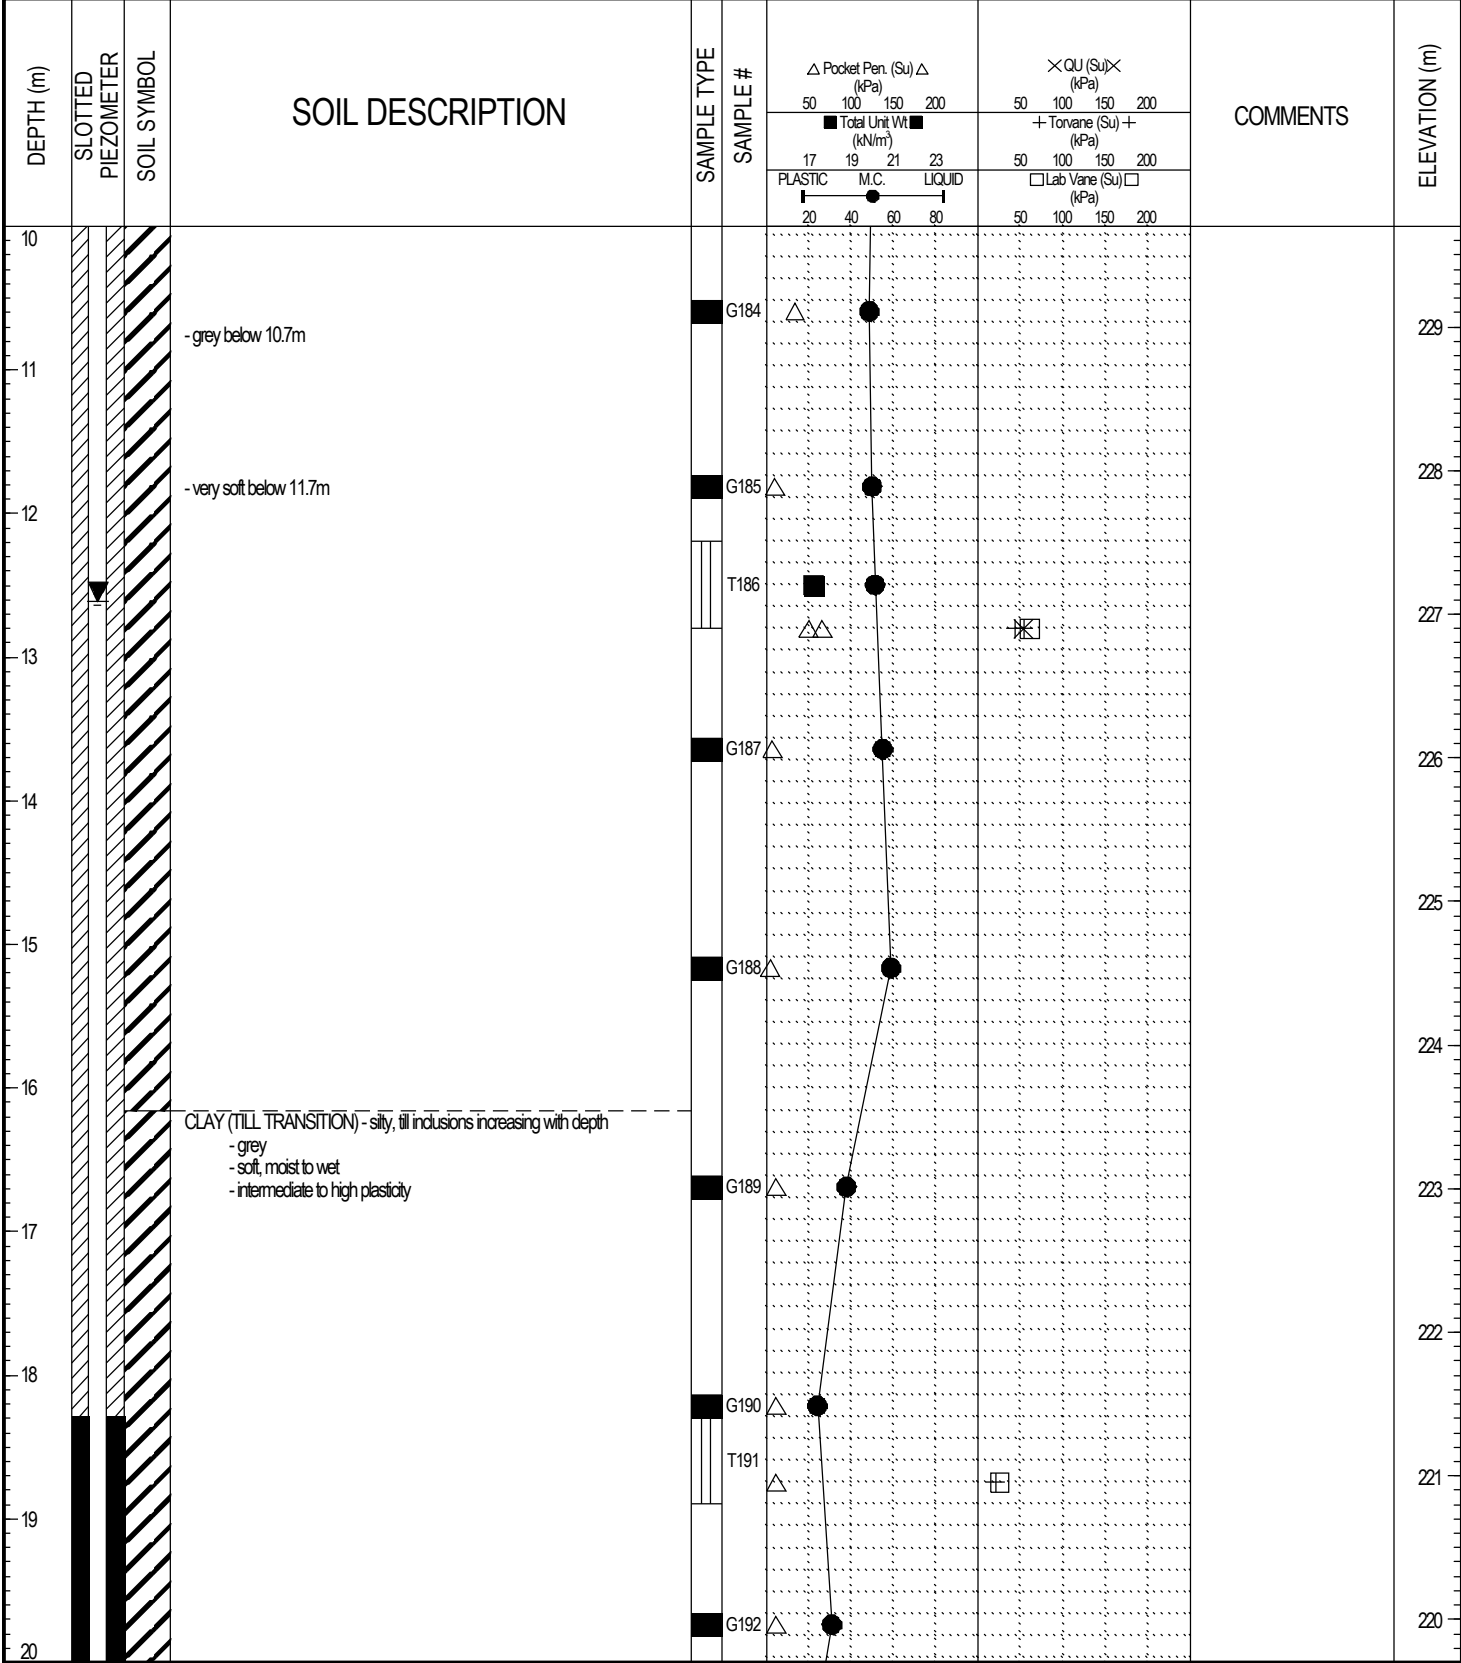 DEPTH (m)
SLOTTED
PIEZOMETER
SOIL SYMBOL
SOIL DESCRIPTION
SAMPLE TYPE
SAMPLE #
△ Pocket Pen. (Su) △
(kPa)
50 100 150 200
■ Total Unit Wt ■
(kN/m³)
17 19 21 23
PLASTIC M.C. LIQUID
20 40 60 80
× QU (Su) ×
(kPa)
50 100 150 200
+ Torvane (Su) +
(kPa)
50 100 150 200
□ Lab Vane (Su) □
(kPa)
50 100 150 200
COMMENTS
ELEVATION (m)
10
G184
229
- grey below 10.7m
11
228
- very soft below 11.7m
G185
12
T186
227
13
G187
226
14
225
15
G188
224
16
CLAY (TILL TRANSITION) - silty, till inclusions increasing with depth
- grey
- soft, moist to wet
- intermediate to high plasticity
G189
223
17
222
18
G190
T191
221
19
G192
220
20